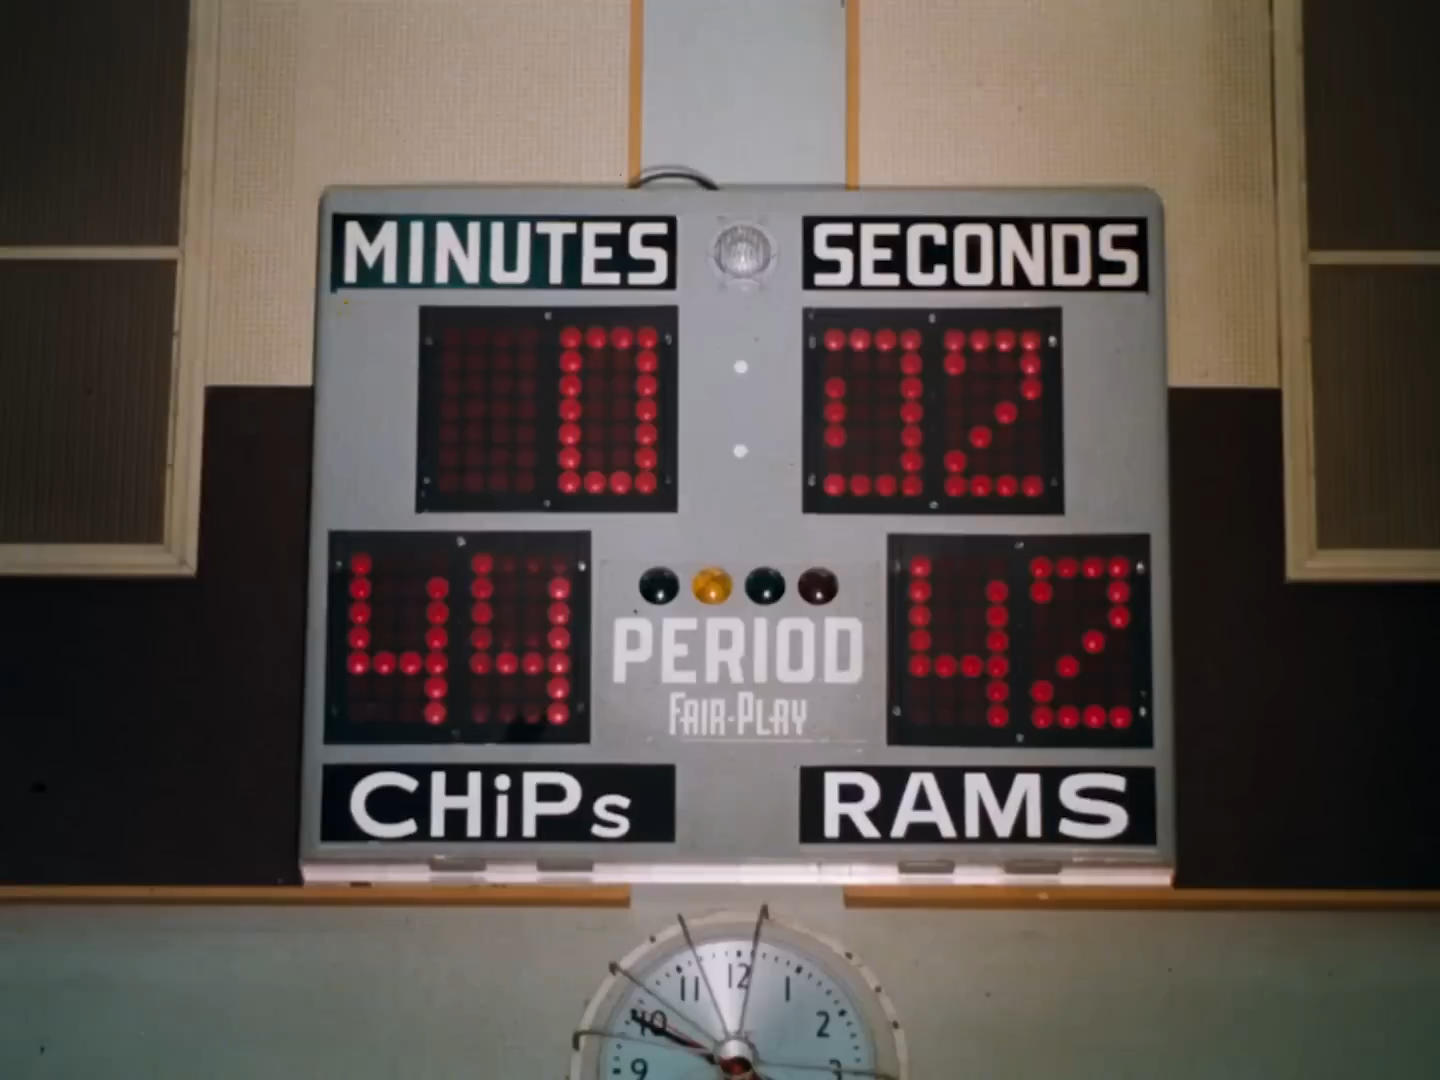 MINUTES SECONDS
0 02
44 42
PERIOD
FAIR-PLAY
CHiPs RAMS
12
11 1
10 2
9 3